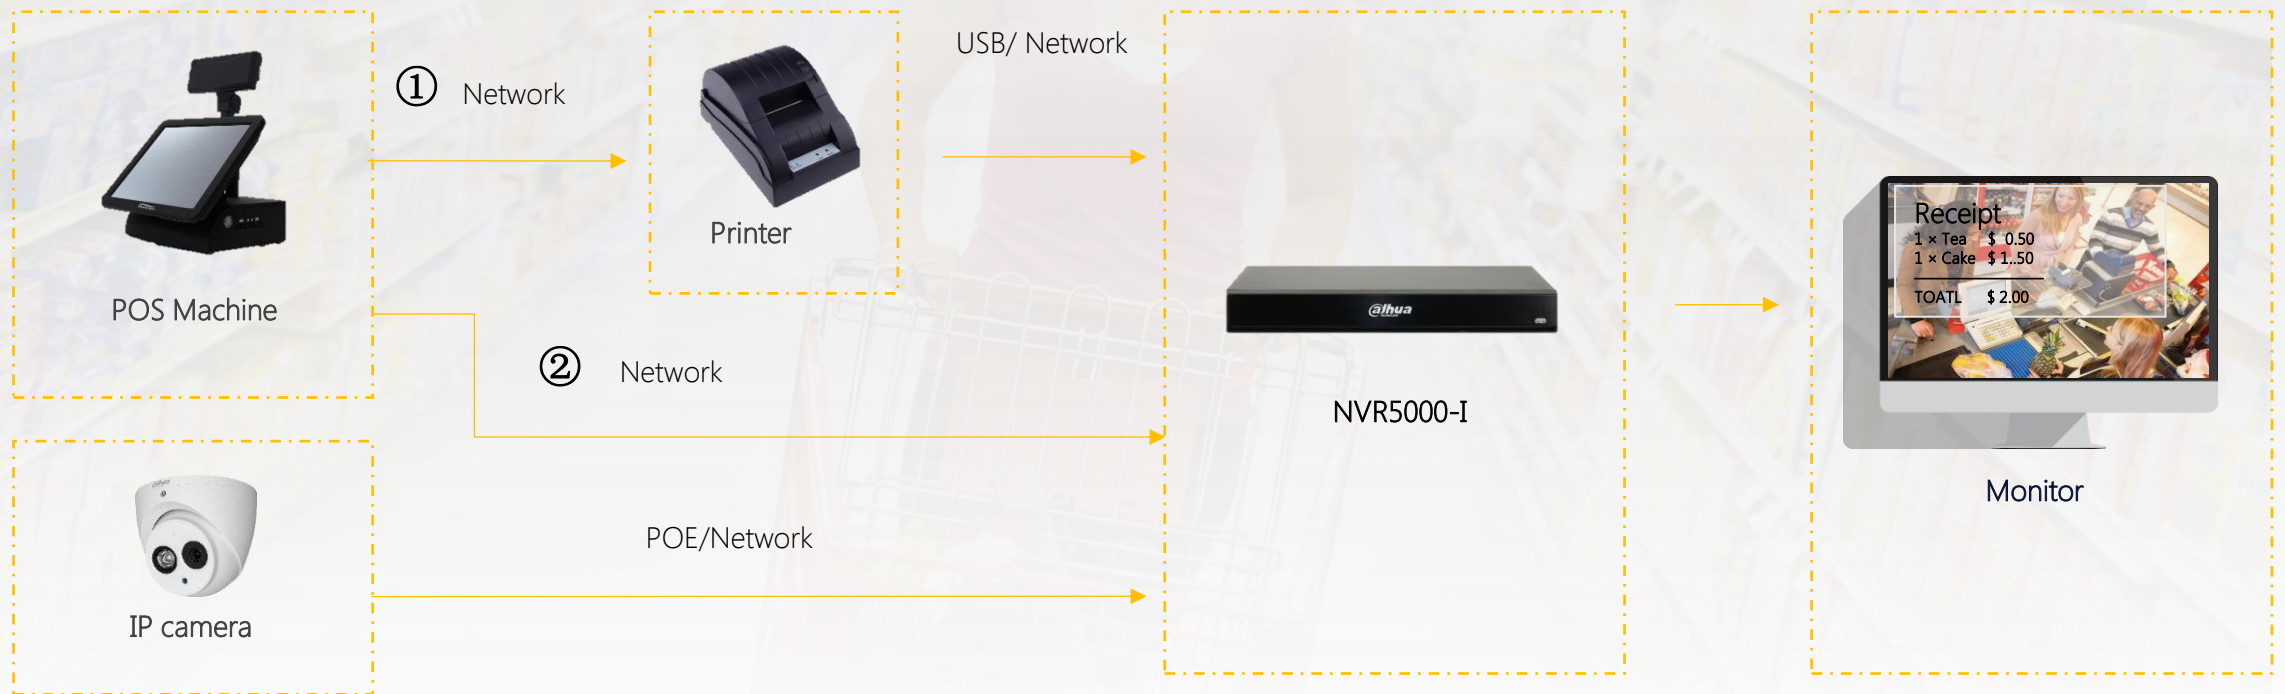 ① Network
USB/ Network
Printer
POS Machine
② Network
POE/Network
IP camera
alhua
NVR5000-I
Receipt
1 × Tea $ 0.50
1 × Cake $ 1..50
TOATL $ 2.00
Monitor